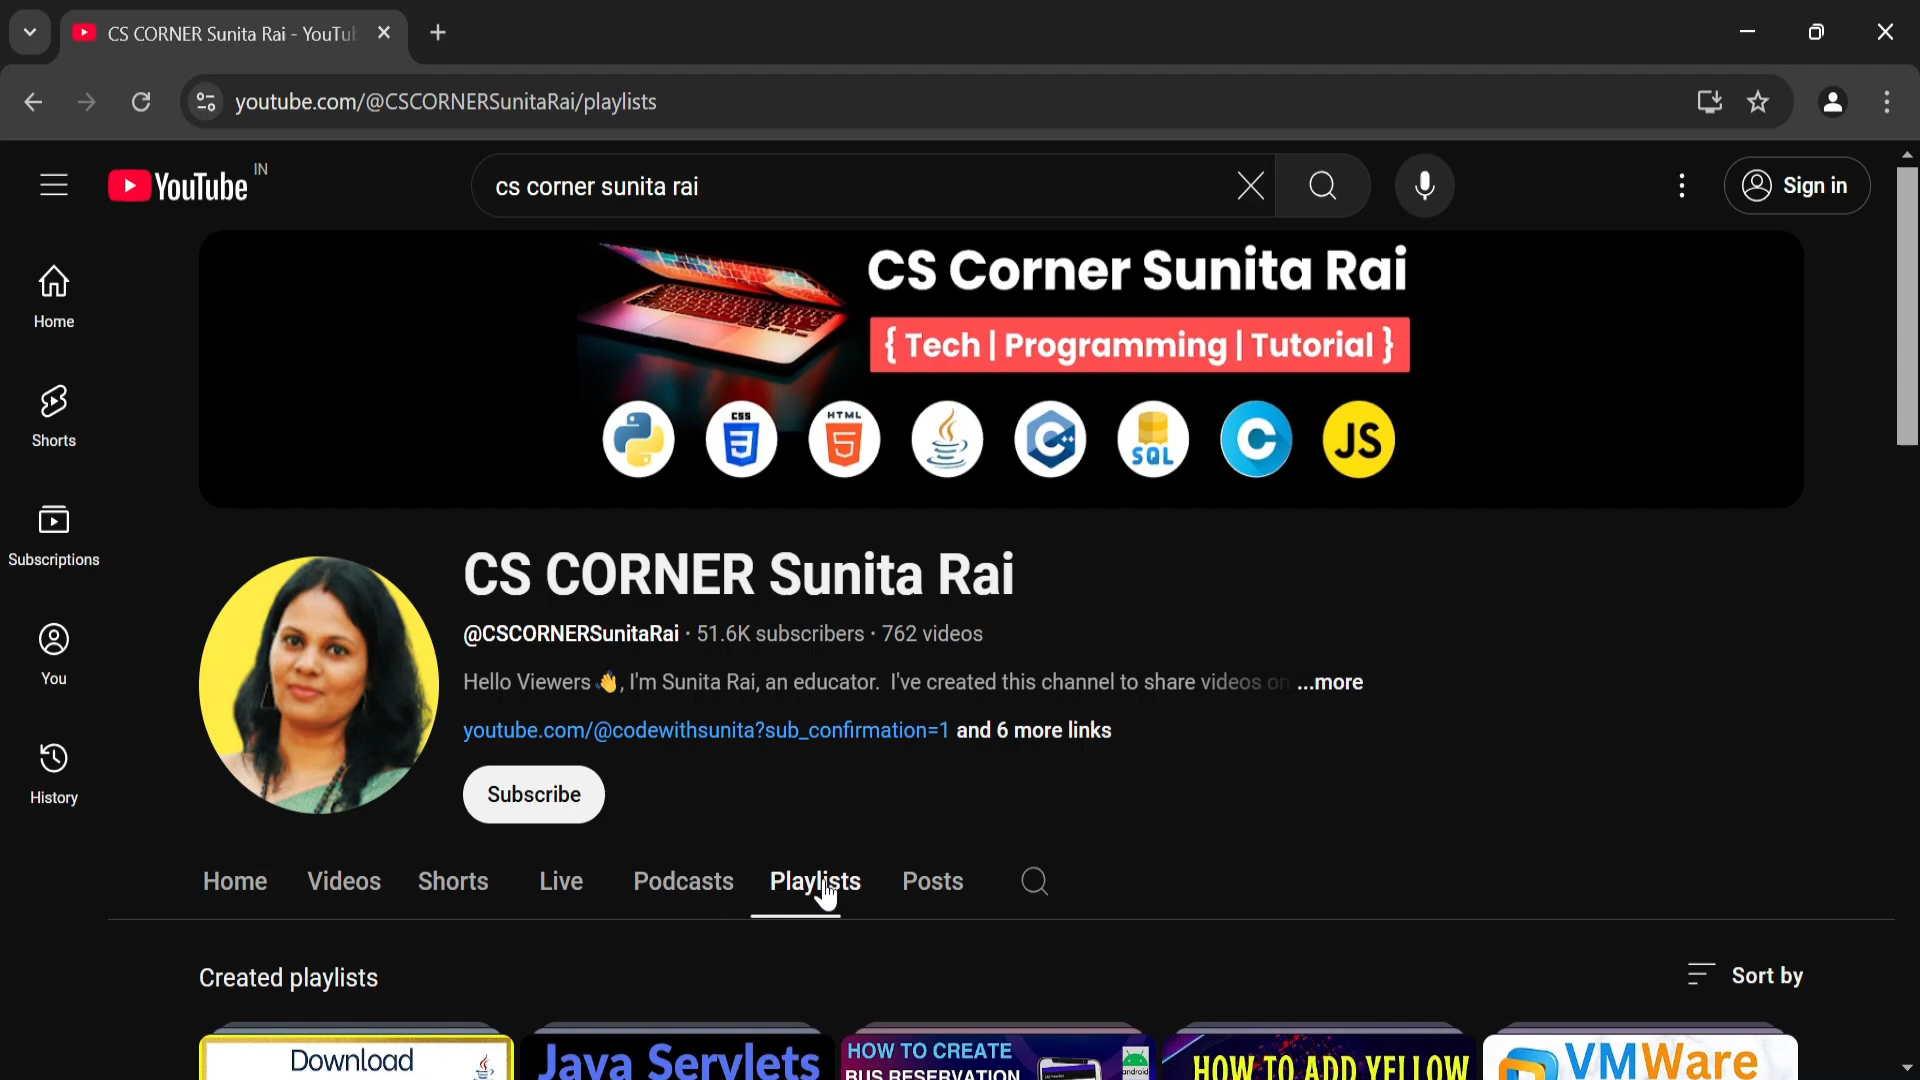 CS CORNER Sunita Rai - YouTu
youtube.com/@CSCORNERSunitaRai/playlists
YouTube IN
cs corner sunita rai
Sign in
Home
Shorts
Subscriptions
You
History
CS Corner Sunita Rai
{ Tech | Programming | Tutorial }
CSS
HTML
SQL
JS
CS CORNER Sunita Rai
@CSCORNERSunitaRai · 51.6K subscribers · 762 videos
Hello Viewers 👋, I'm Sunita Rai, an educator. I've created this channel to share videos on ...more
youtube.com/@codewithsunita?sub_confirmation=1 and 6 more links
Subscribe
Home Videos Shorts Live Podcasts Playlists Posts
Created playlists
Sort by
Download
Java Servlets
HOW TO CREATE
BUS RESERVATION
android
HOW TO ADD YELLOW
VMWare